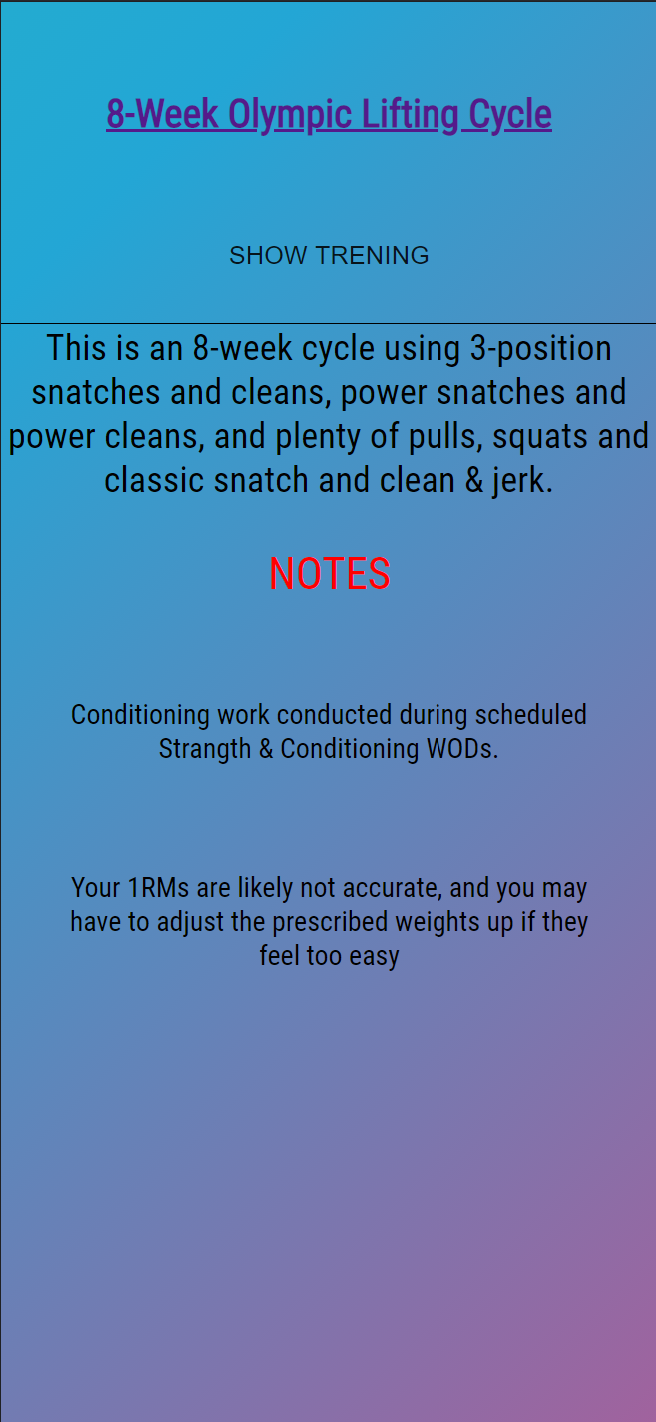 8-Week Olympic Lifting Cycle
SHOW TRENING
This is an 8-week cycle using 3-position
snatches and cleans, power snatches and
power cleans, and plenty of pulls, squats and
classic snatch and clean & jerk.
NOTES
Conditioning work conducted during scheduled
Strangth & Conditioning WODs.
Your 1RMs are likely not accurate, and you may
have to adjust the prescribed weights up if they
feel too easy